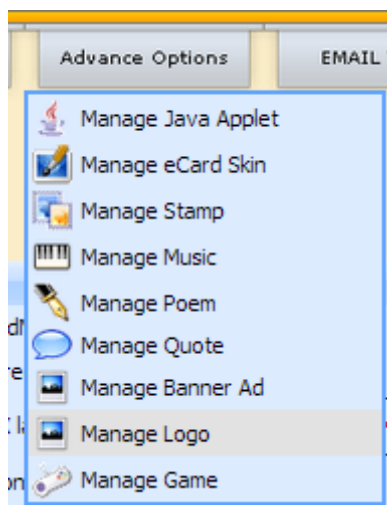 Advance Options
EMAIL
Manage Java Applet
Manage eCard Skin
Manage Stamp
Manage Music
Manage Poem
Manage Quote
Manage Banner Ad
Manage Logo
Manage Game